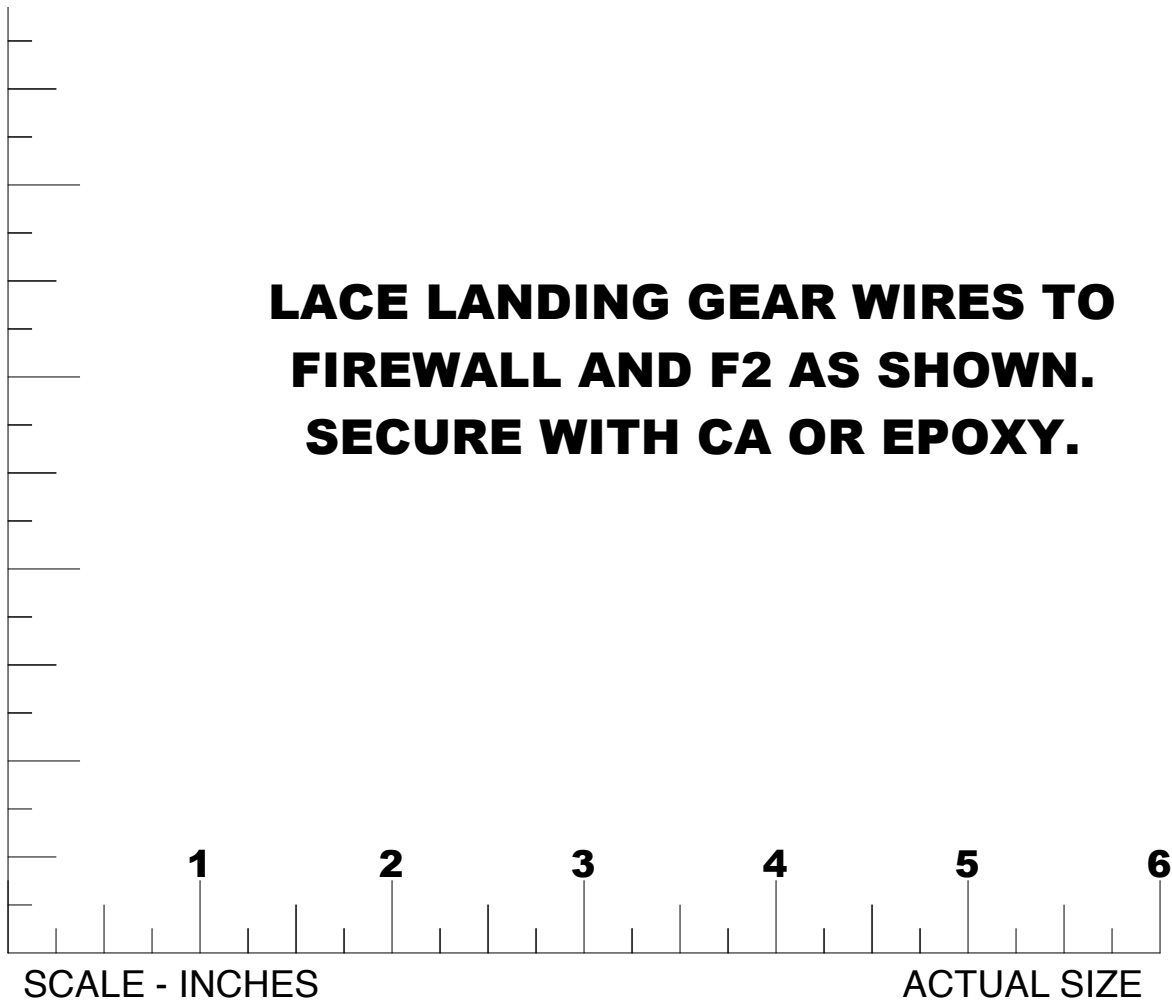 LACE LANDING GEAR WIRES TO
FIREWALL AND F2 AS SHOWN.
SECURE WITH CA OR EPOXY.
1 2 3 4 5 6
SCALE - INCHES ACTUAL SIZE